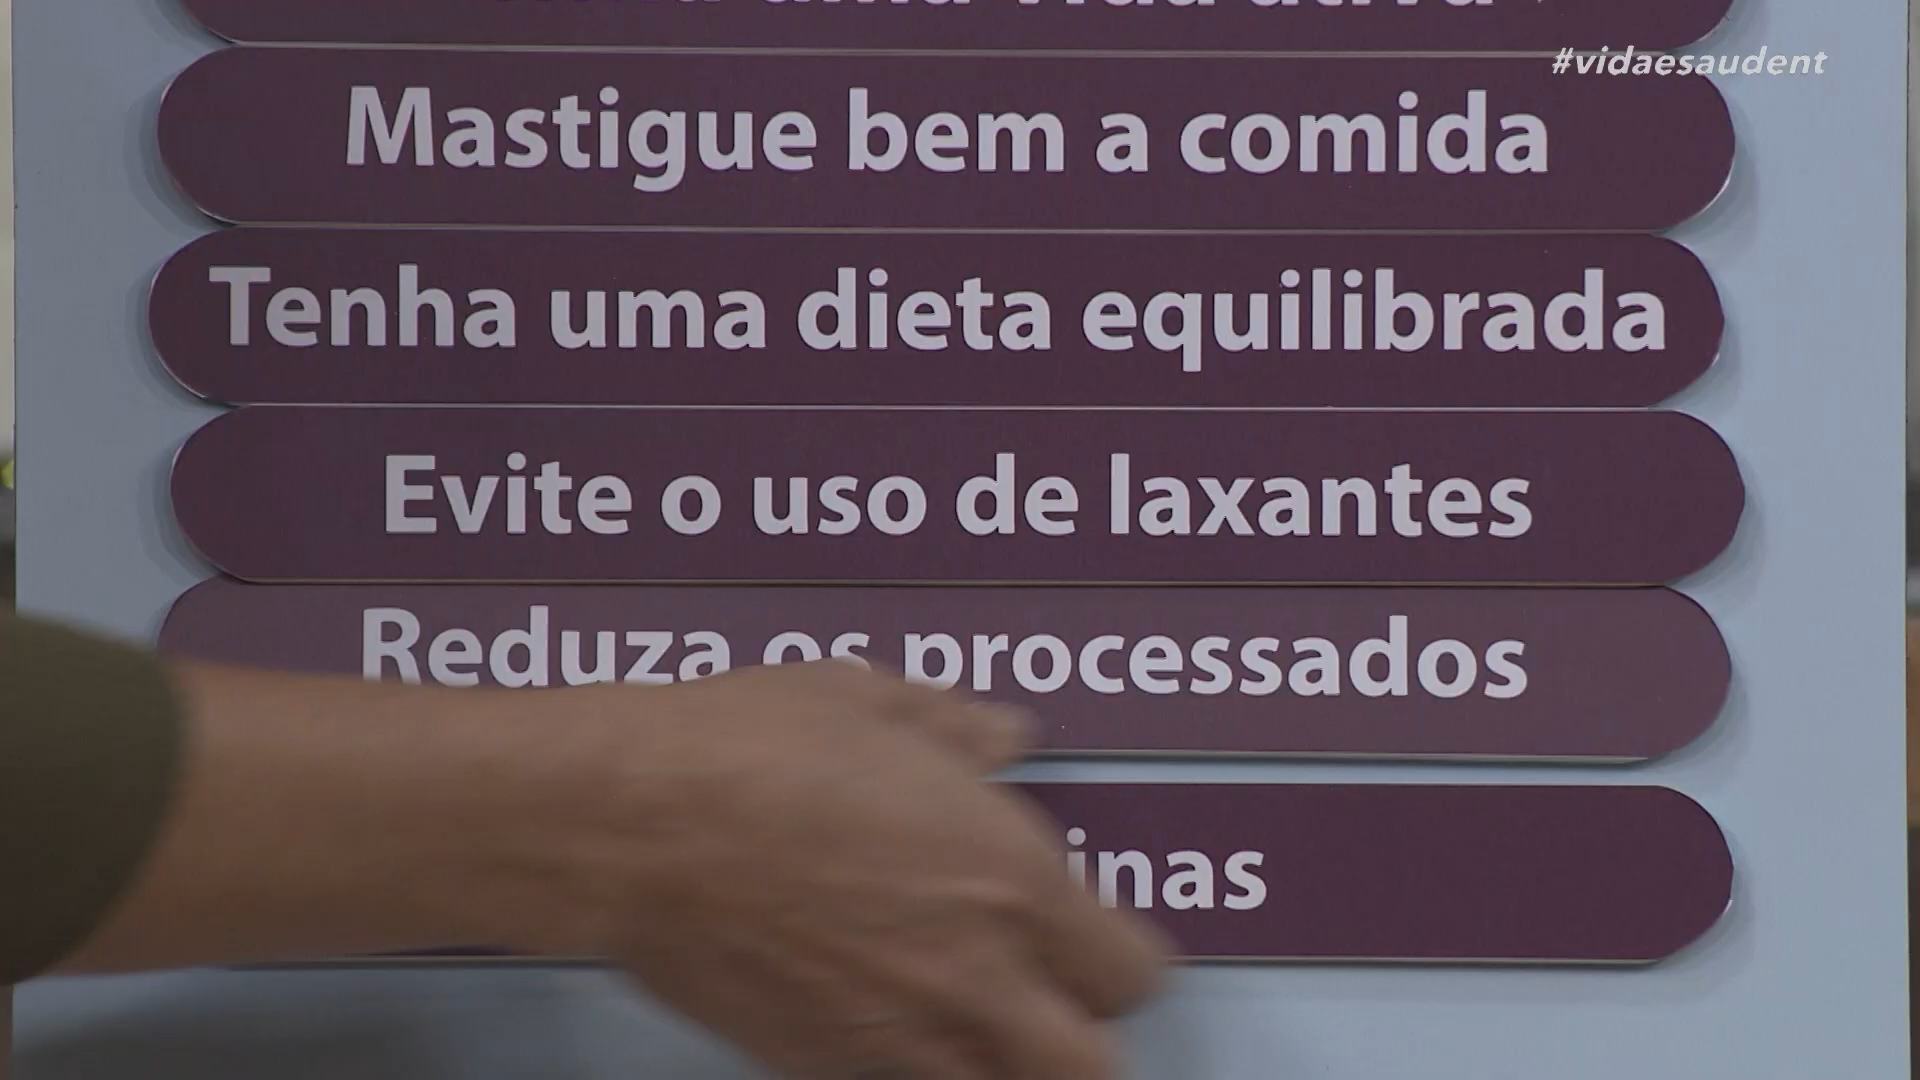 #vidaesaudent
Mastigue bem a comida
Tenha uma dieta equilibrada
Evite o uso de laxantes
Reduza os processados